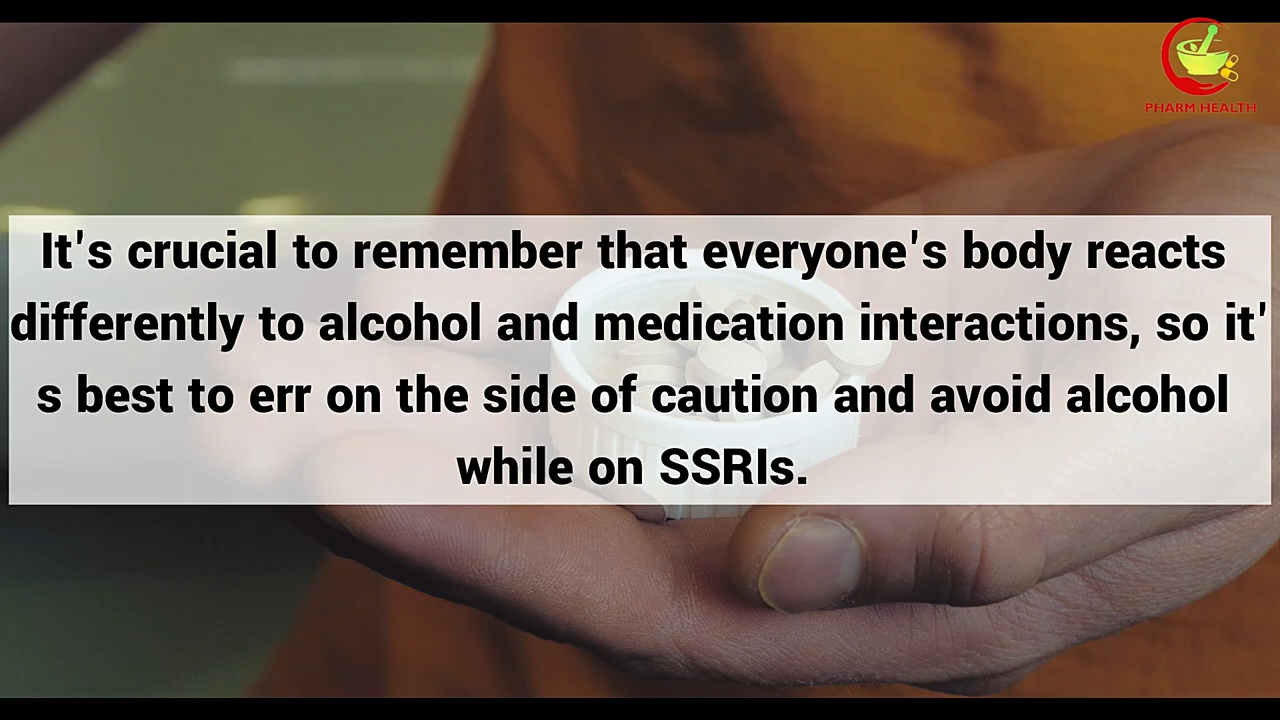 PHARM HEALTH
It's crucial to remember that everyone's body reacts
differently to alcohol and medication interactions, so it'
s best to err on the side of caution and avoid alcohol
while on SSRIs.